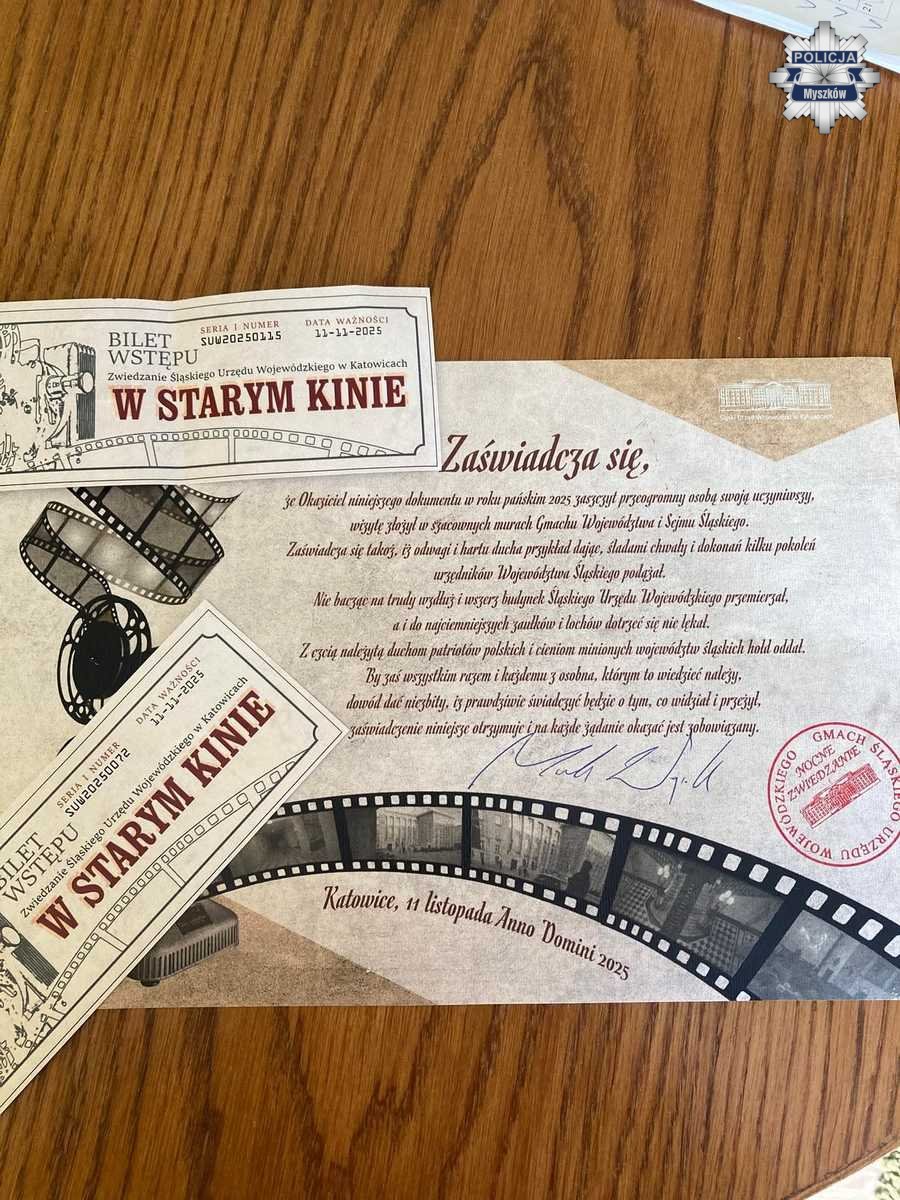 POLICJA
Myszków
BILET
WSTĘPU
SERIA I NUMER
SUW20250115
DATA WAŻNOŚCI
11-11-2025
Zwiedzanie Śląskiego Urzędu Wojewódzkiego w Katowicach
W STARYM KINIE
Śląski Urząd Wojewódzki w Katowicach
Zaświadcza się,
że Okaziciel niniejszego dokumentu w roku pańskim 2025 zaszczyt przeogromny osobą swoją uczyniwszy,
wizytę złożył w szacownych murach Gmachu Województwa i Sejmu Śląskiego.
Zaświadcza się takoż, iż odwagi i hartu ducha przykład dając, śladami chwały i dokonań kilku pokoleń
urzędników Województwa Śląskiego podążał.
Nie bacząc na trudy wzdłuż i wszerz budynek Śląskiego Urzędu Wojewódzkiego przemierzał,
a i do najciemniejszych zaułków i lochów dotrzeć się nie lękał.
Z czcią należytą duchom patriotów polskich i cieniom minionych województw śląskich hołd oddał.
By zaś wszystkim razem i każdemu z osobna, którym to wiedzieć należy,
dowód dać niezbity, iż prawdziwie świadczyć będzie o tym, co widział i przeżył,
zaświadczenie niniejsze otrzymuje i na każde żądanie okazać jest zobowiązany.
GMACH ŚLĄSKIEGO URZĘDU WOJEWÓDZKIEGO
NOCNE
ZWIEDZANIE
Katowice, 11 listopada Anno Domini 2025
BILET
WSTĘPU
SERIA I NUMER
SUW20250072
DATA WAŻNOŚCI
11-11-2025
Zwiedzanie Śląskiego Urzędu Wojewódzkiego w Katowicach
W STARYM KINIE